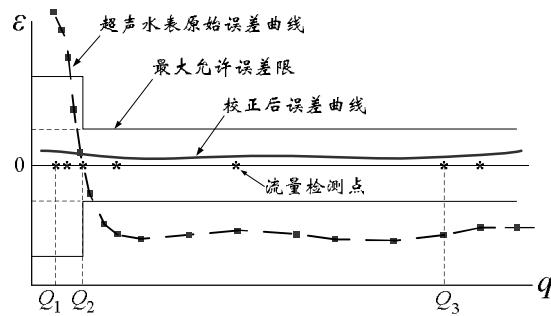 ε
超声水表原始误差曲线
最大允许误差限
校正后误差曲线
0
流量检测点
Q₁ Q₂ Q₃ q